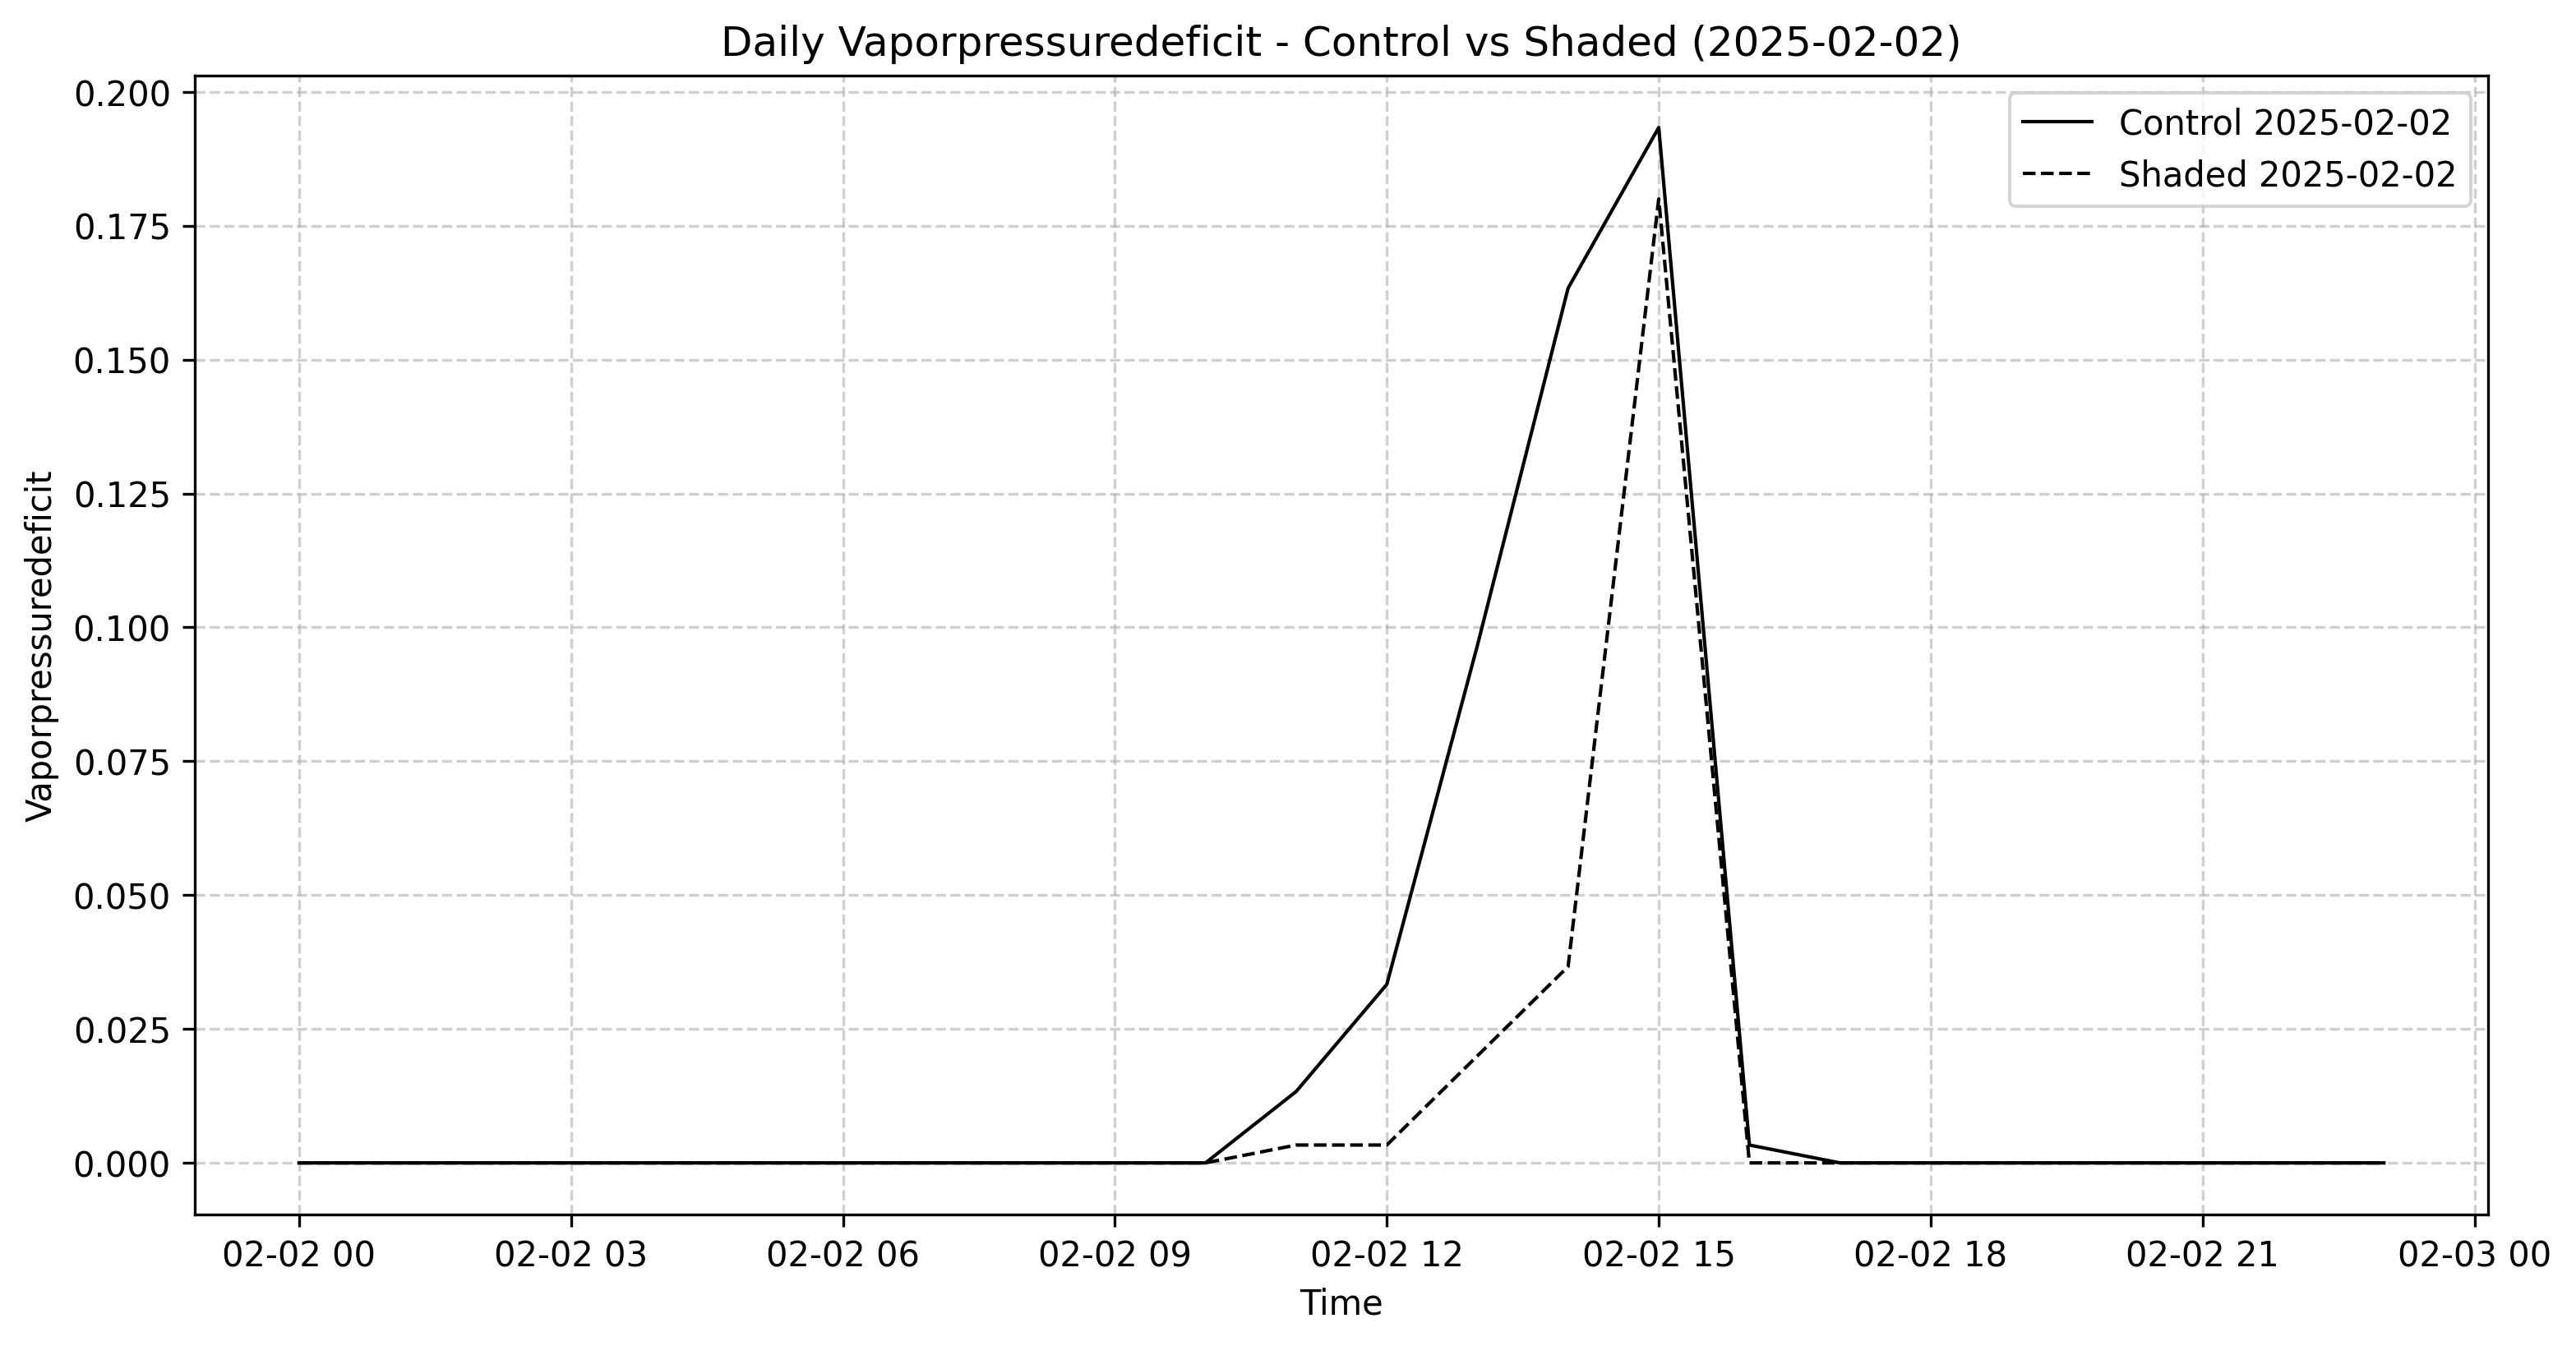 Daily Vaporpressuredeficit - Control vs Shaded (2025-02-02)
Control 2025-02-02
Shaded 2025-02-02
Vaporpressuredeficit
0.200
0.175
0.150
0.125
0.100
0.075
0.050
0.025
0.000
02-02 00 02-02 03 02-02 06 02-02 09 02-02 12 02-02 15 02-02 18 02-02 21 02-03 00
Time